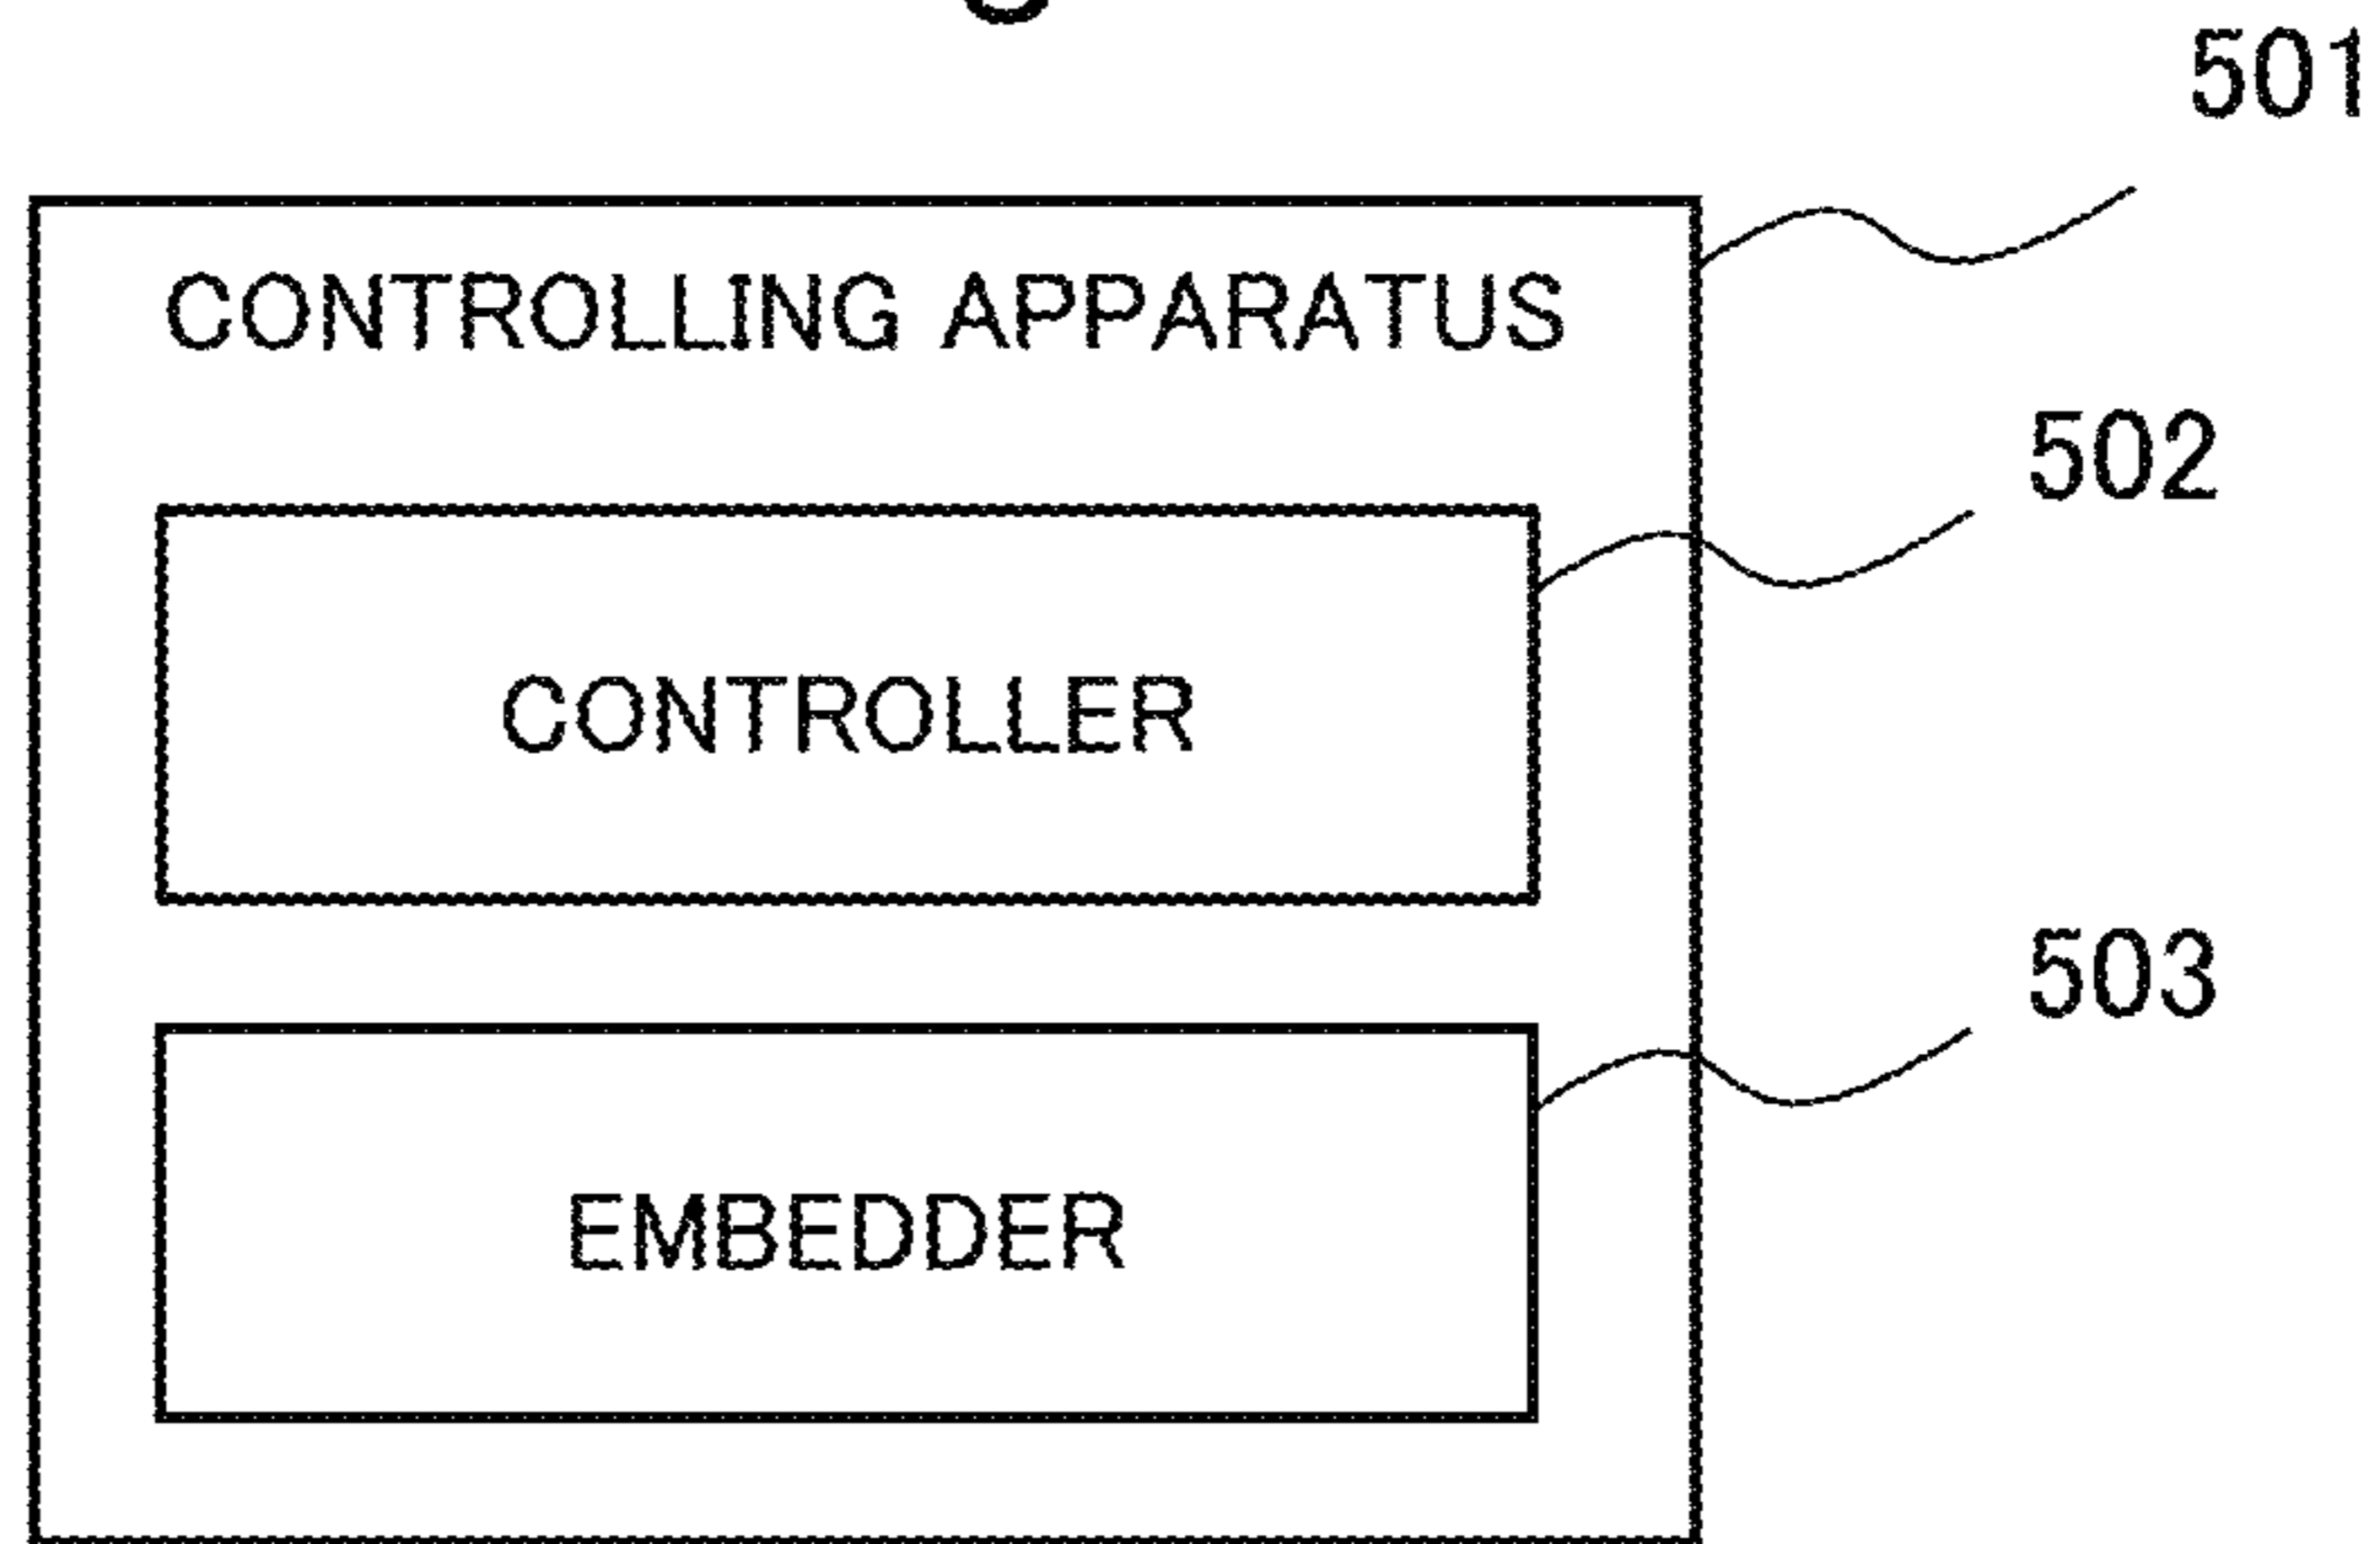 501
CONTROLLING APPARATUS
502
CONTROLLER
503
EMBEDDER